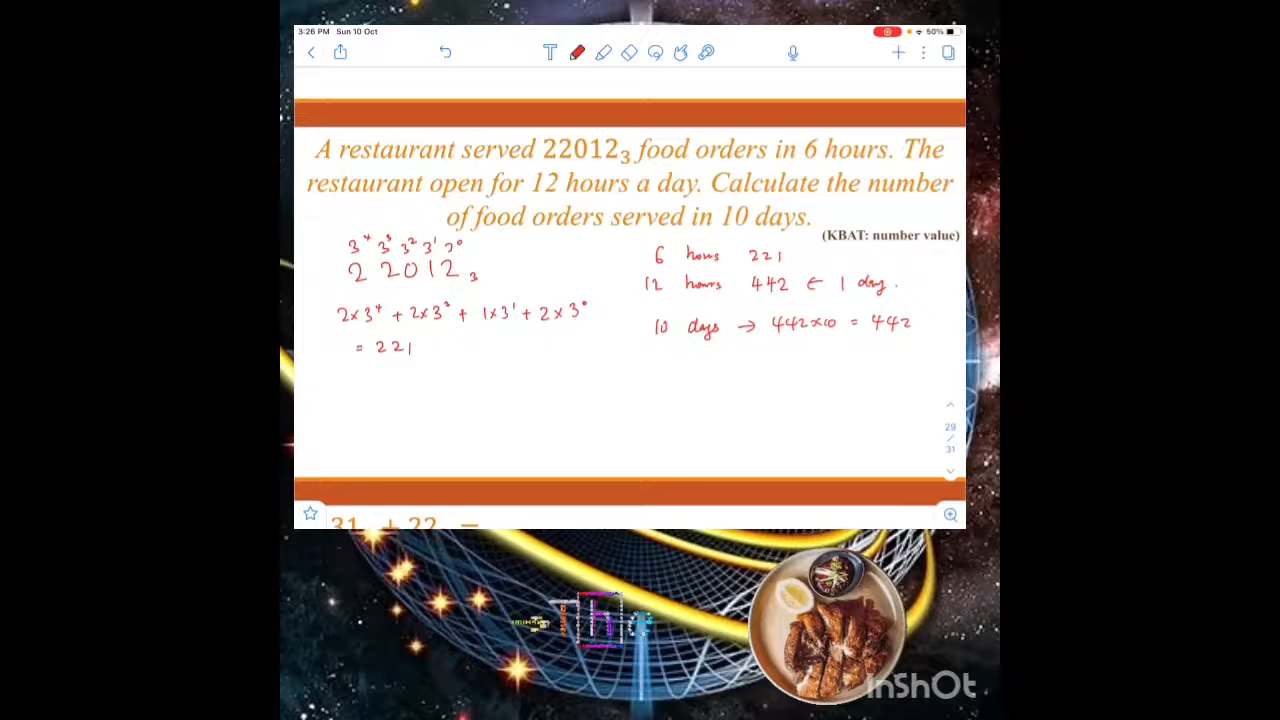 3:26 PM Sun 10 Oct
50%
A restaurant served 22012₃ food orders in 6 hours. The
restaurant open for 12 hours a day. Calculate the number
of food orders served in 10 days.
(KBAT: number value)
3⁴ 3³ 3² 3¹ 3⁰
2 2 0 1 2 ₃
2×3⁴ + 2×3³ + 1×3¹ + 2×3⁰
= 221
6 hours 221
12 hours 442 ← 1 day.
10 days → 442×10 = 442
29
/
31
31 + 22 =
InShOt